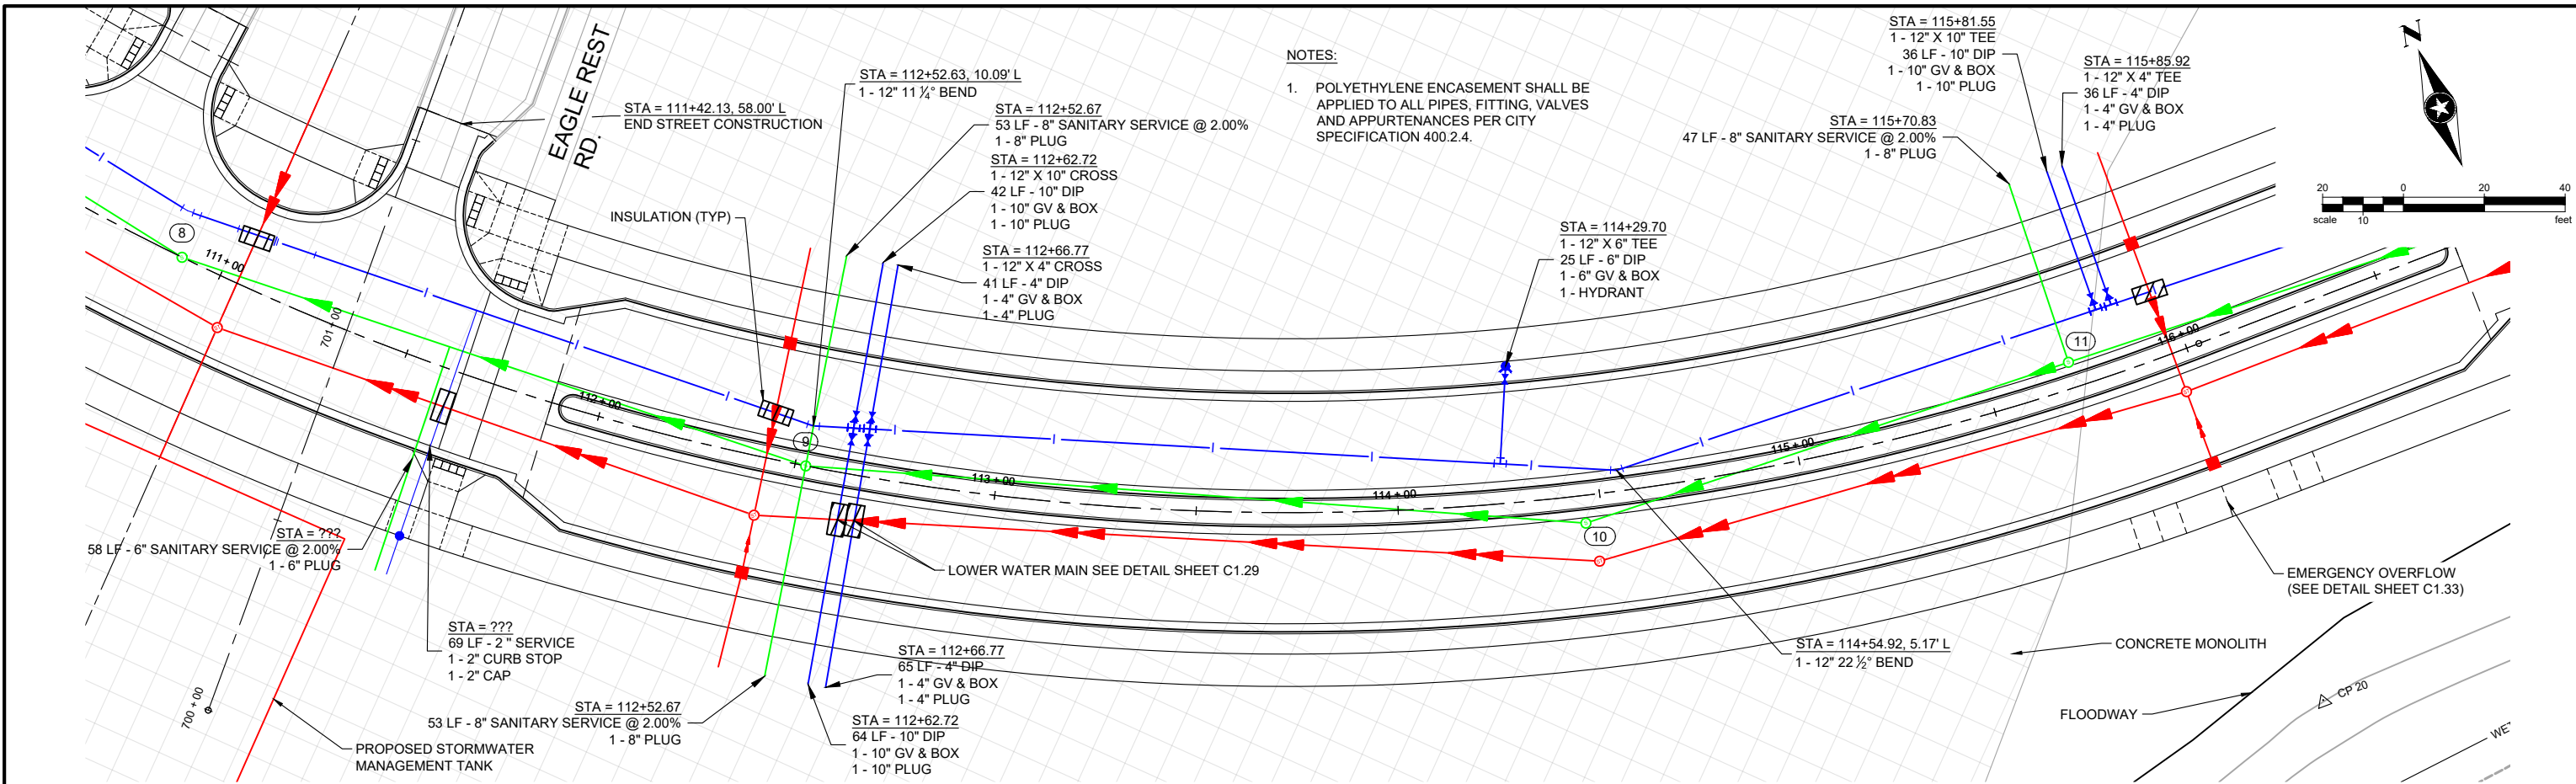 EAGLE REST
RD.
STA = 111+42.13, 58.00' L
END STREET CONSTRUCTION
STA = 112+52.63, 10.09' L
1 - 12" 11 ¼° BEND
STA = 112+52.67
53 LF - 8" SANITARY SERVICE @ 2.00%
1 - 8" PLUG
STA = 112+62.72
1 - 12" X 10" CROSS
42 LF - 10" DIP
1 - 10" GV & BOX
1 - 10" PLUG
STA = 112+66.77
1 - 12" X 4" CROSS
41 LF - 4" DIP
1 - 4" GV & BOX
1 - 4" PLUG
INSULATION (TYP)
NOTES:
1. POLYETHYLENE ENCASEMENT SHALL BE
APPLIED TO ALL PIPES, FITTING, VALVES
AND APPURTENANCES PER CITY
SPECIFICATION 400.2.4.
STA = 114+29.70
1 - 12" X 6" TEE
25 LF - 6" DIP
1 - 6" GV & BOX
1 - HYDRANT
STA = 115+81.55
1 - 12" X 10" TEE
36 LF - 10" DIP
1 - 10" GV & BOX
1 - 10" PLUG
STA = 115+70.83
47 LF - 8" SANITARY SERVICE @ 2.00%
1 - 8" PLUG
STA = 115+85.92
1 - 12" X 4" TEE
36 LF - 4" DIP
1 - 4" GV & BOX
1 - 4" PLUG
N
20 0 20 40
scale 10 feet
8
111+00
701+00
112+00
9
113+00
114+00
10
115+00
11
116+00
STA = ???
58 LF - 6" SANITARY SERVICE @ 2.00%
1 - 6" PLUG
STA = ???
69 LF - 2 " SERVICE
1 - 2" CURB STOP
1 - 2" CAP
700+00
PROPOSED STORMWATER
MANAGEMENT TANK
STA = 112+52.67
53 LF - 8" SANITARY SERVICE @ 2.00%
1 - 8" PLUG
LOWER WATER MAIN SEE DETAIL SHEET C1.29
STA = 112+66.77
65 LF - 4" DIP
1 - 4" GV & BOX
1 - 4" PLUG
STA = 112+62.72
64 LF - 10" DIP
1 - 10" GV & BOX
1 - 10" PLUG
STA = 114+54.92, 5.17' L
1 - 12" 22 ½° BEND
EMERGENCY OVERFLOW
(SEE DETAIL SHEET C1.33)
CONCRETE MONOLITH
FLOODWAY
CP 20
WE